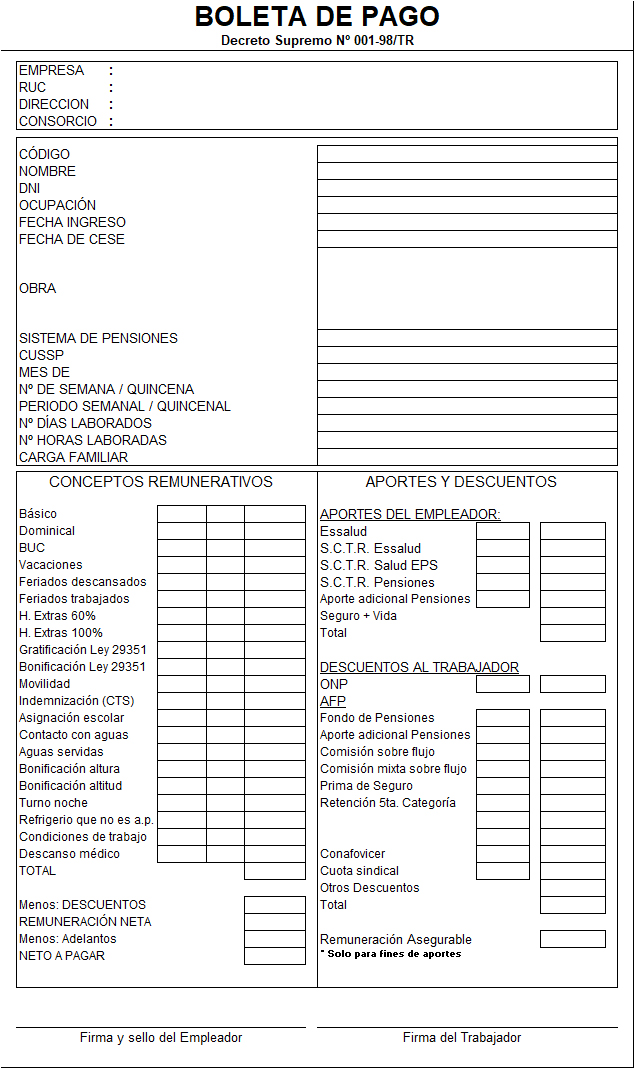 BOLETA DE PAGO
Decreto Supremo Nº 001-98/TR
EMPRESA :
RUC :
DIRECCION :
CONSORCIO :
CÓDIGO
NOMBRE
DNI
OCUPACIÓN
FECHA INGRESO
FECHA DE CESE
OBRA
SISTEMA DE PENSIONES
CUSSP
MES DE
Nº DE SEMANA / QUINCENA
PERIODO SEMANAL / QUINCENAL
Nº DÍAS LABORADOS
Nº HORAS LABORADAS
CARGA FAMILIAR
CONCEPTOS REMUNERATIVOS
Básico
Dominical
BUC
Vacaciones
Feriados descansados
Feriados trabajados
H. Extras 60%
H. Extras 100%
Gratificación Ley 29351
Bonificación Ley 29351
Movilidad
Indemnización (CTS)
Asignación escolar
Contacto con aguas
Aguas servidas
Bonificación altura
Bonificación altitud
Turno noche
Refrigerio que no es a.p.
Condiciones de trabajo
Descanso médico
TOTAL
Menos: DESCUENTOS
REMUNERACIÓN NETA
Menos: Adelantos
NETO A PAGAR
APORTES Y DESCUENTOS
APORTES DEL EMPLEADOR:
Essalud
S.C.T.R. Essalud
S.C.T.R. Salud EPS
S.C.T.R. Pensiones
Aporte adicional Pensiones
Seguro + Vida
Total
DESCUENTOS AL TRABAJADOR
ONP
AFP
Fondo de Pensiones
Aporte adicional Pensiones
Comisión sobre flujo
Comisión mixta sobre flujo
Prima de Seguro
Retención 5ta. Categoría
Conafovicer
Cuota sindical
Otros Descuentos
Total
Remuneración Asegurable
* Solo para fines de aportes
Firma y sello del Empleador
Firma del Trabajador